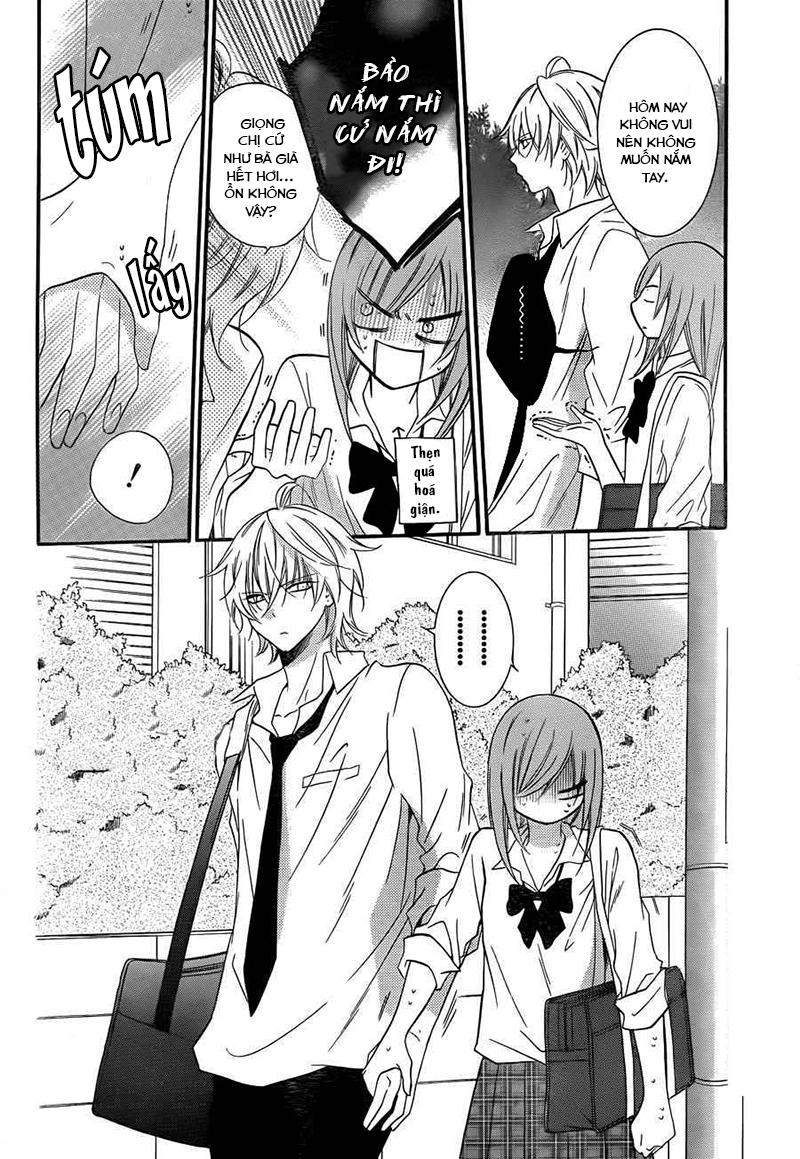 HÔM NAY
KHÔNG VUI
NÊN KHÔNG
MUỐN NẮM
TAY.
.........
BẢO
NẮM THÌ
CỨ NẮM
ĐI!
GIỌNG
CHỊ CỨ
NHƯ BÀ GIÀ
HẾT HƠI...
ỔN KHÔNG
VẬY?
Thẹn
quá
hoá
giận.
túm
lấy
!